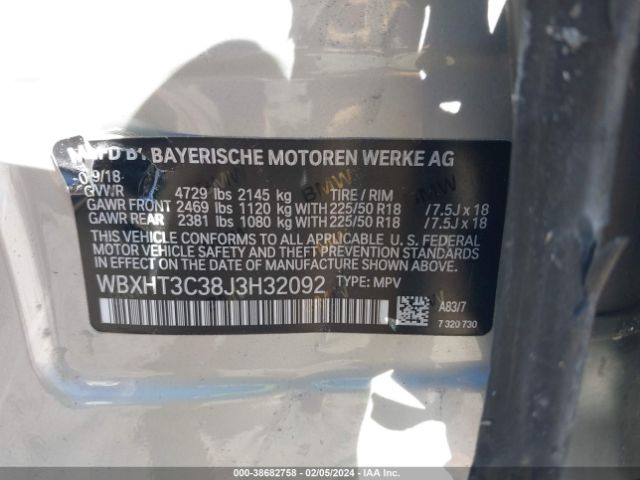 MFD BY BAYERISCHE MOTOREN WERKE AG
09/18
GVWR 4729 lbs 2145 kg TIRE / RIM
GAWR FRONT 2469 lbs 1120 kg WITH 225/50 R18 /7.5J x 18
GAWR REAR 2381 lbs 1080 kg WITH 225/50 R18 /7.5J x 18
THIS VEHICLE CONFORMS TO ALL APPLICABLE U. S. FEDERAL
MOTOR VEHICLE SAFETY AND THEFT PREVENTION STANDARDS
IN EFFECT ON THE DATE OF MANUFACTURE SHOWN ABOVE.
WBXHT3C38J3H32092 TYPE: MPV
A83/7
7 320 730
000-38682758 - 02/05/2024 - IAA Inc.